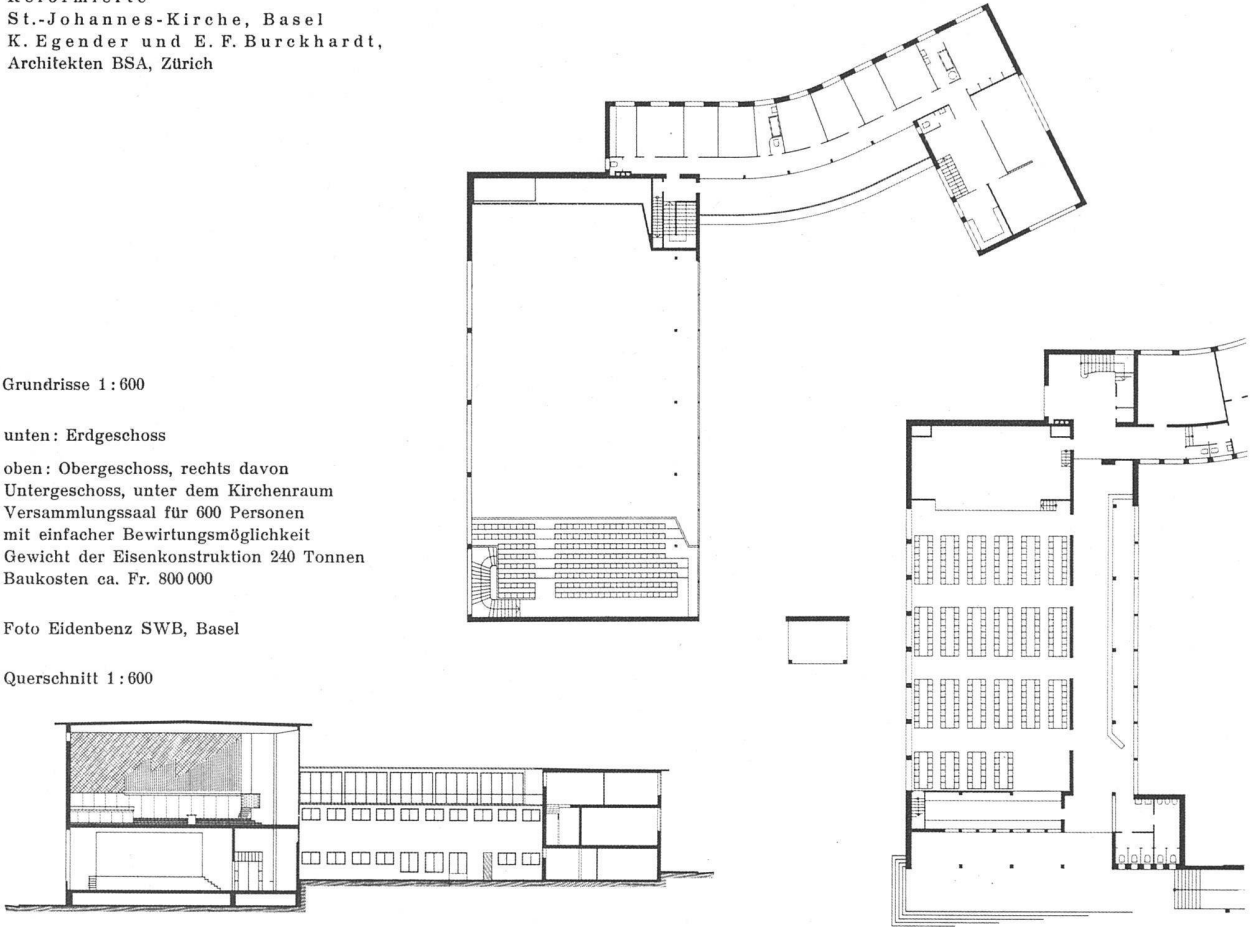 Reformierte
St.-Johannes-Kirche, Basel
K. Egender und E. F. Burckhardt,
Architekten BSA, Zürich
Grundrisse 1 : 600
unten: Erdgeschoss
oben: Obergeschoss, rechts davon
Untergeschoss, unter dem Kirchenraum
Versammlungssaal für 600 Personen
mit einfacher Bewirtungsmöglichkeit
Gewicht der Eisenkonstruktion 240 Tonnen
Baukosten ca. Fr. 800 000
Foto Eidenbenz SWB, Basel
Querschnitt 1 : 600